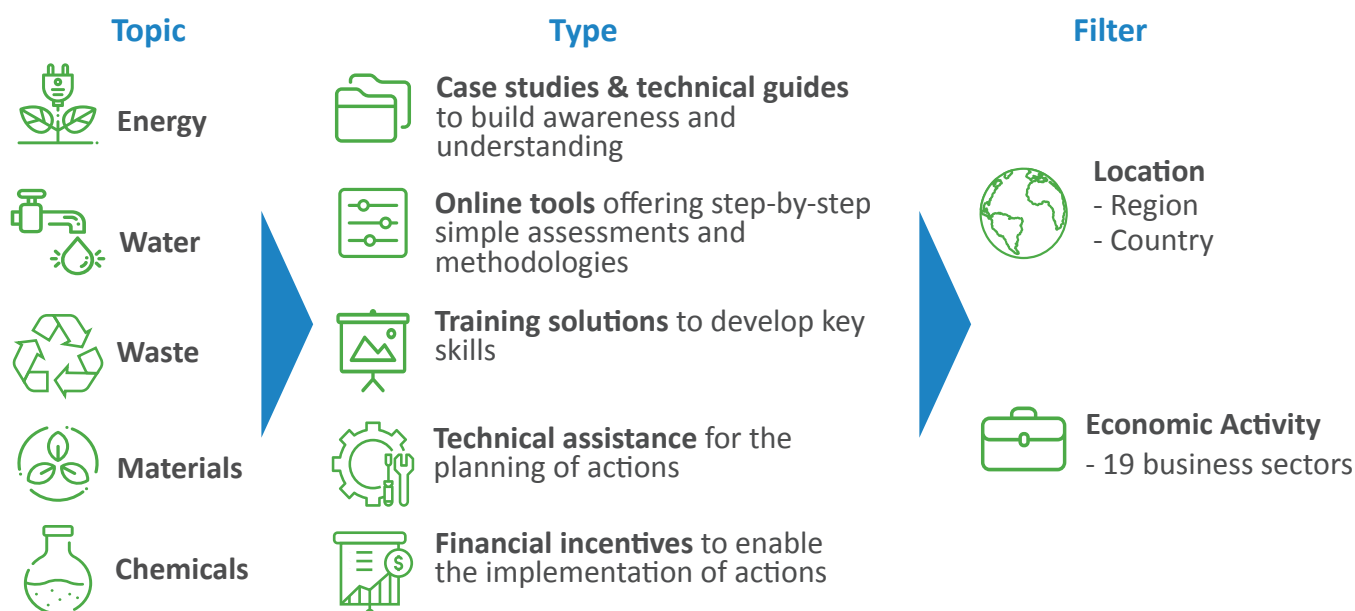 Topic
Type
Filter
Energy
Water
Waste
Materials
Chemicals
Case studies & technical guides
to build awareness and
understanding
Online tools offering step-by-step
simple assessments and
methodologies
Training solutions to develop key
skills
Technical assistance for the
planning of actions
$
Financial incentives to enable
the implementation of actions
Location
- Region
- Country
Economic Activity
- 19 business sectors